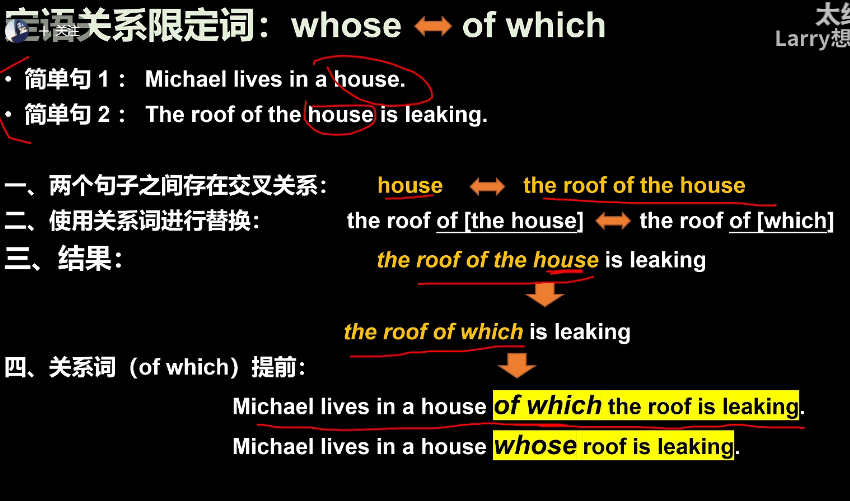 定语关系限定词：whose ↔ of which
关注
太
Larry想
• 简单句 1： Michael lives in a house.
• 简单句 2： The roof of the house is leaking.
一、两个句子之间存在交叉关系： house ↔ the roof of the house
二、使用关系词进行替换： the roof of [the house] ↔ the roof of [which]
三、结果： the roof of the house is leaking
the roof of which is leaking
四、关系词（of which）提前：
Michael lives in a house of which the roof is leaking.
Michael lives in a house whose roof is leaking.